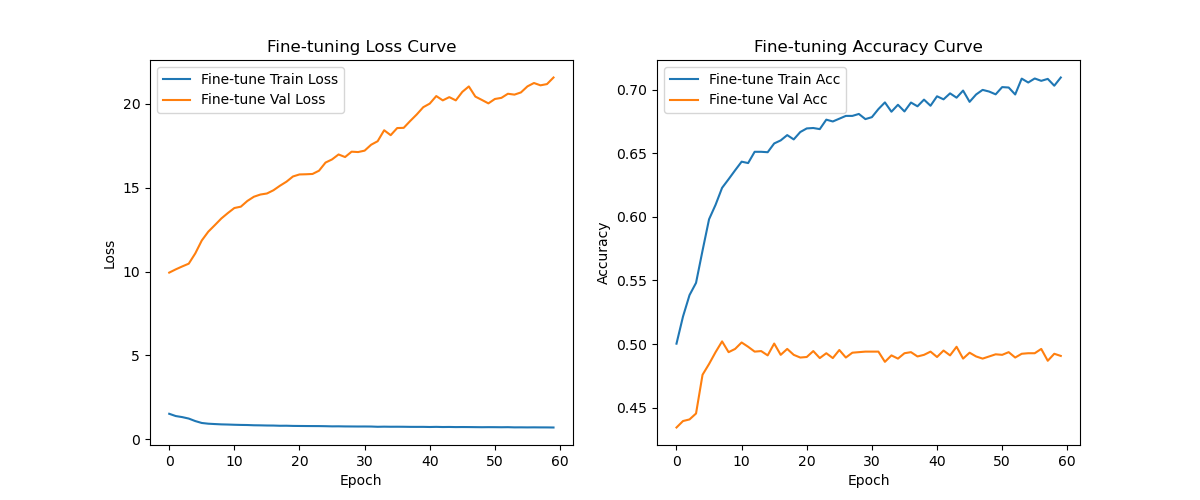 Fine-tuning Loss Curve
Fine-tune Train Loss
Fine-tune Val Loss
Loss
20
15
10
5
0
0 10 20 30 40 50 60
Epoch
Fine-tuning Accuracy Curve
Fine-tune Train Acc
Fine-tune Val Acc
Accuracy
0.70
0.65
0.60
0.55
0.50
0.45
0 10 20 30 40 50 60
Epoch